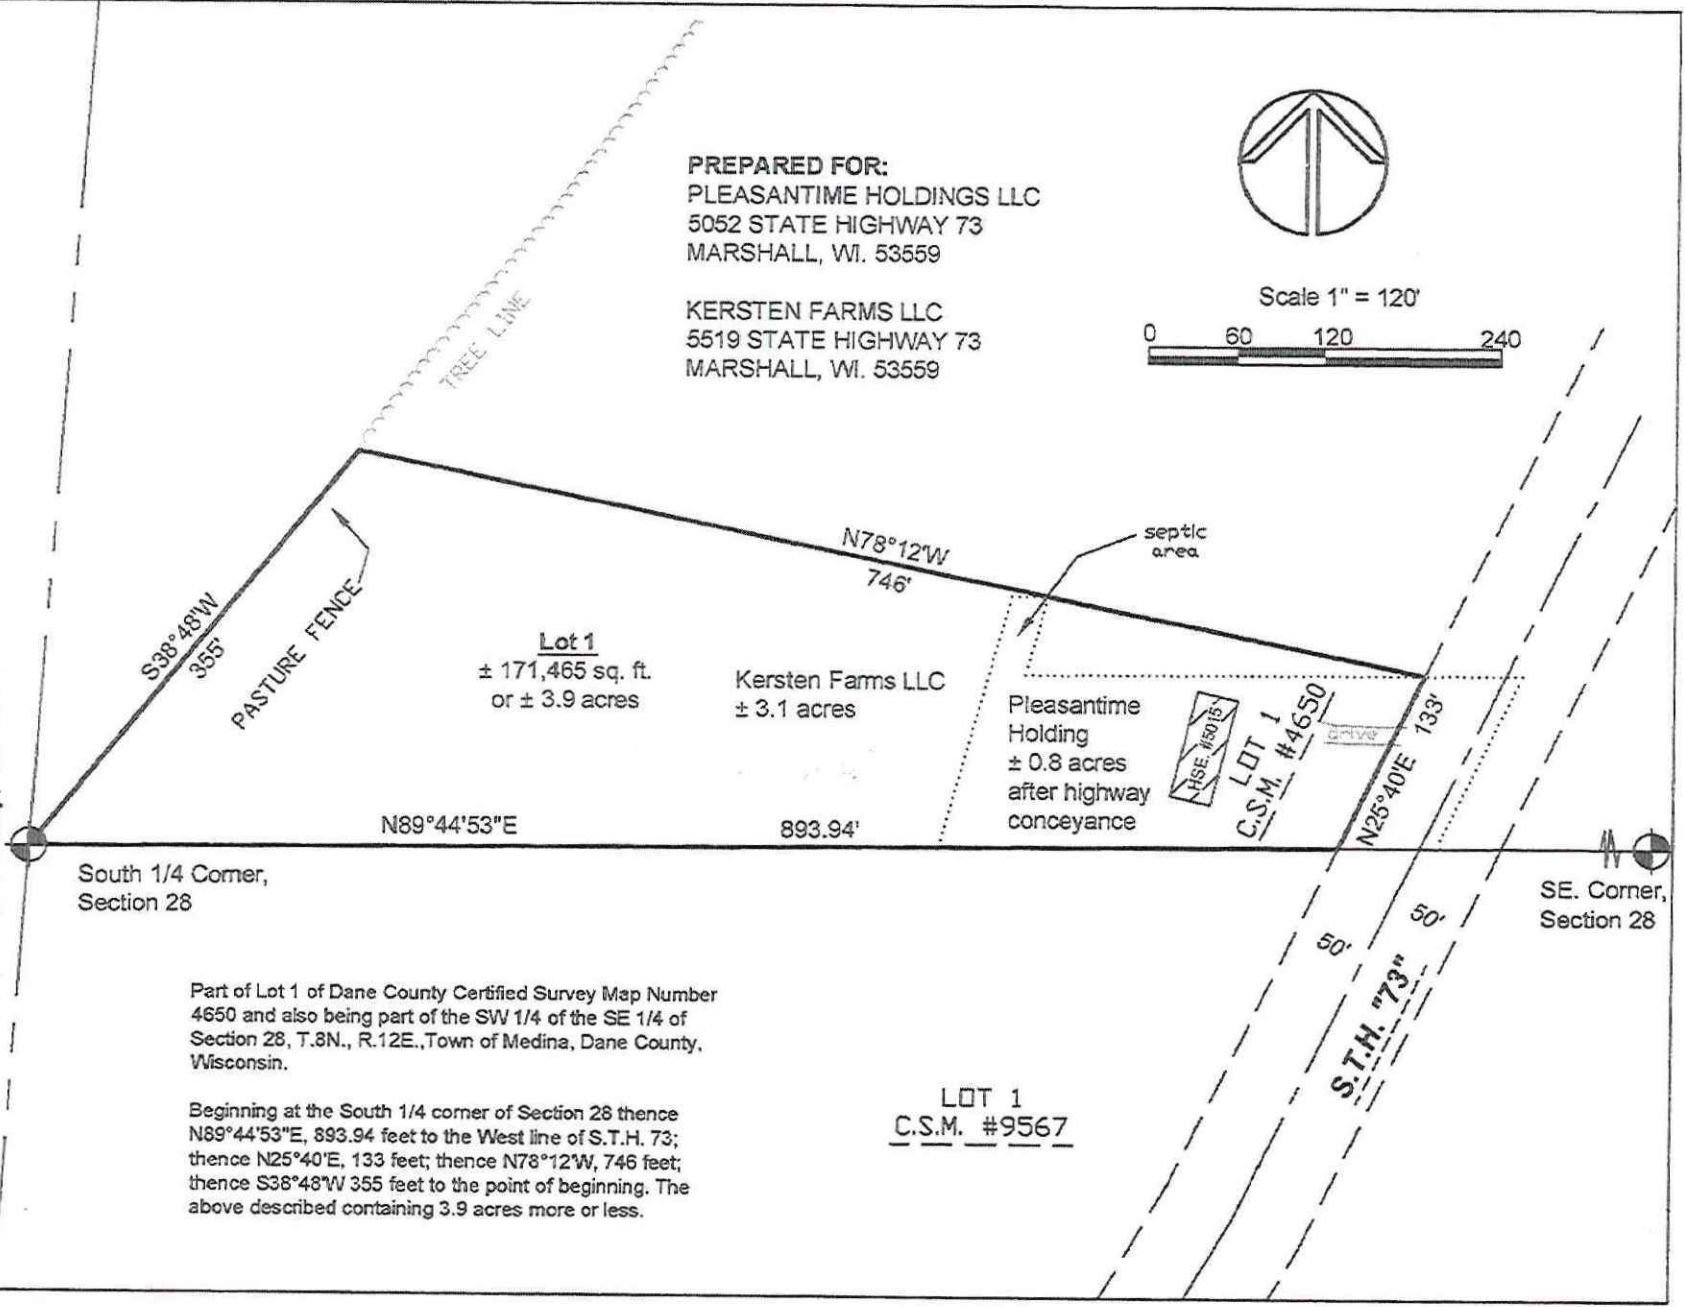 PREPARED FOR:
PLEASANTIME HOLDINGS LLC
5052 STATE HIGHWAY 73
MARSHALL, WI. 53559
KERSTEN FARMS LLC
5519 STATE HIGHWAY 73
MARSHALL, WI. 53559
Scale 1" = 120'
0 60 120 240
TREE LINE
N78°12'W
746'
septic
area
S38°48'W
355'
PASTURE FENCE
Lot 1
± 171,465 sq. ft.
or ± 3.9 acres
Kersten Farms LLC
± 3.1 acres
Pleasantime
Holding
± 0.8 acres
after highway
conveyance
HSE. #5015
LOT 1
C.S.M. #4650
drive
133'
N25°40'E
N89°44'53"E
893.94'
South 1/4 Corner,
Section 28
SE. Corner,
Section 28
50'
50'
S.T.H. "73"
Part of Lot 1 of Dane County Certified Survey Map Number
4650 and also being part of the SW 1/4 of the SE 1/4 of
Section 28, T.8N., R.12E.,Town of Medina, Dane County,
Wisconsin.
Beginning at the South 1/4 corner of Section 28 thence
N89°44'53"E, 893.94 feet to the West line of S.T.H. 73;
thence N25°40'E, 133 feet; thence N78°12'W, 746 feet;
thence S38°48'W 355 feet to the point of beginning. The
above described containing 3.9 acres more or less.
LOT 1
C.S.M. #9567